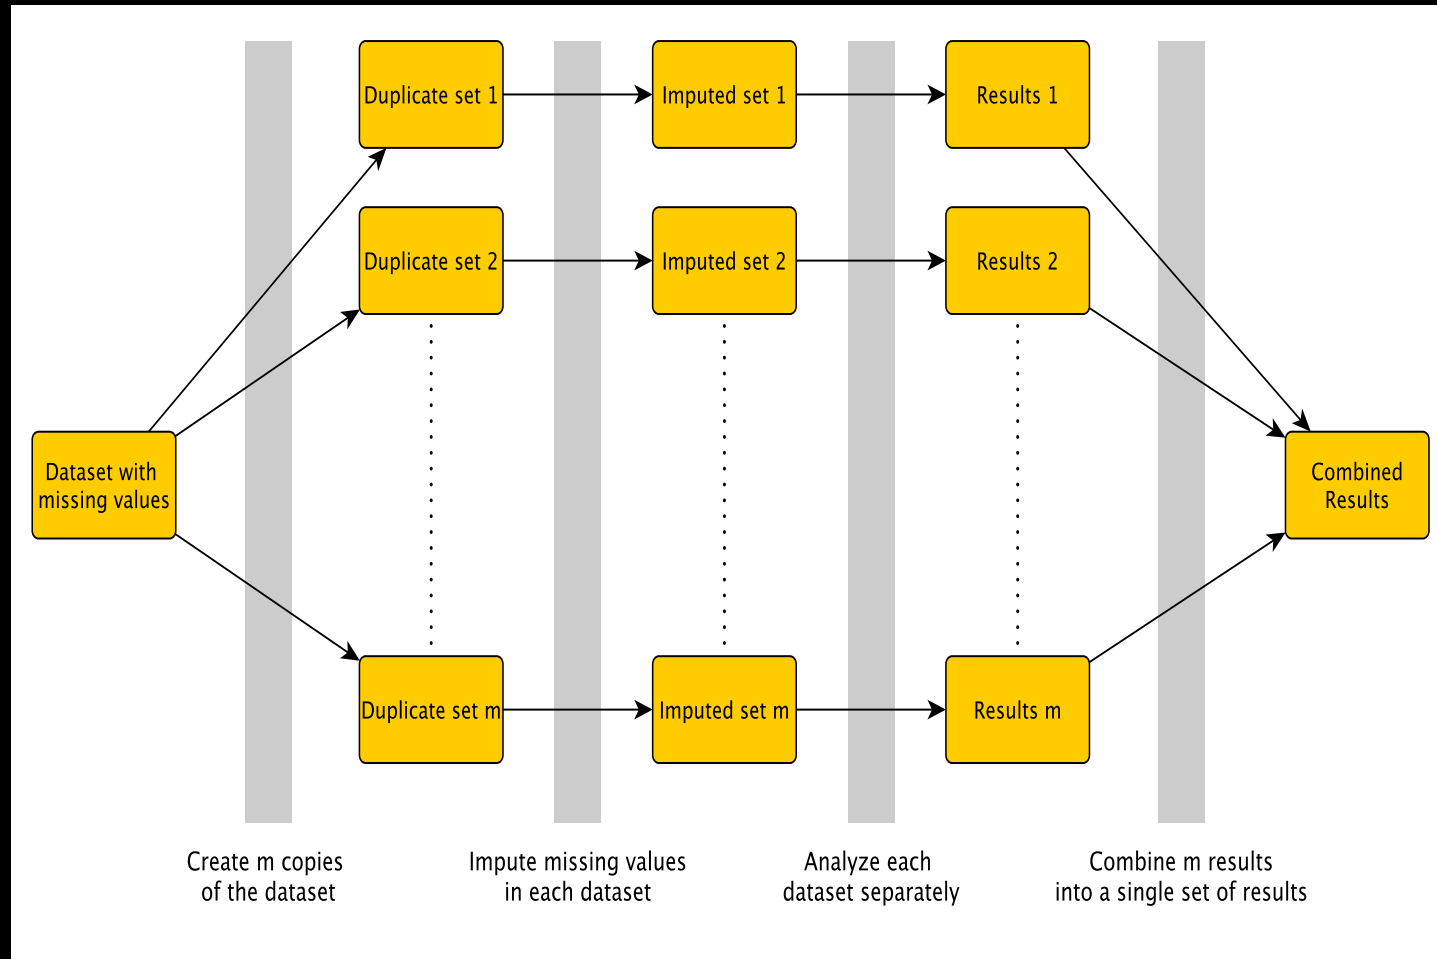 Duplicate set 1
Imputed set 1
Results 1
Duplicate set 2
Imputed set 2
Results 2
Dataset with
missing values
Combined
Results
Duplicate set m
Imputed set m
Results m
Create m copies
of the dataset
Impute missing values
in each dataset
Analyze each
dataset separately
Combine m results
into a single set of results